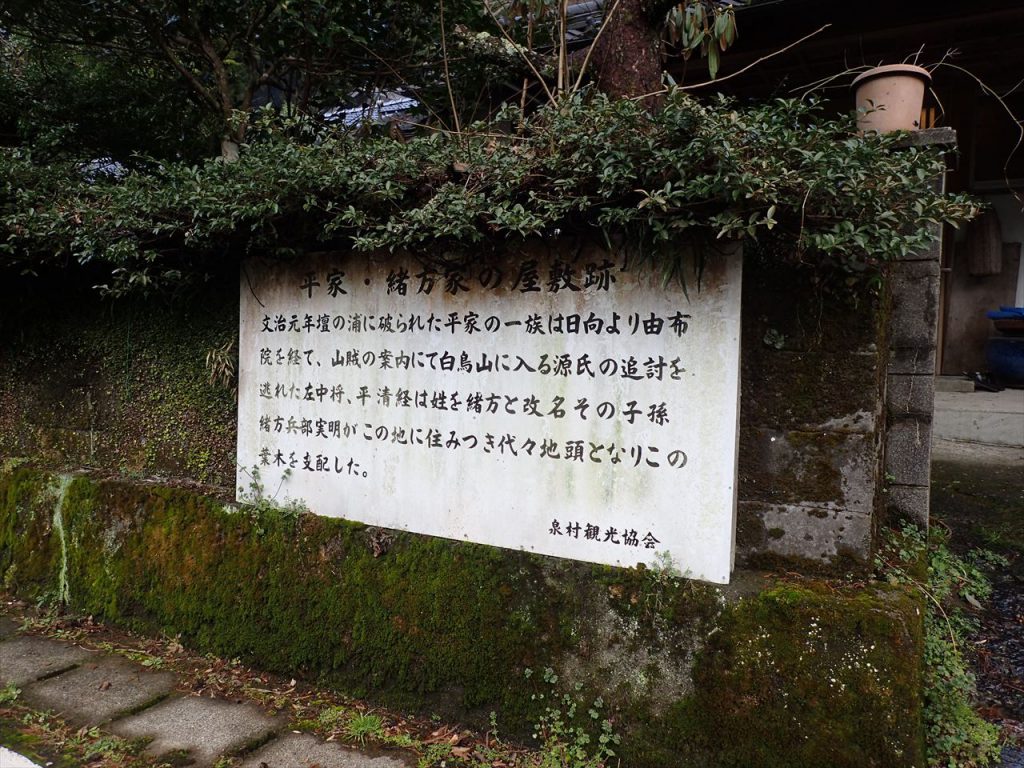 平家・緒方家の屋敷跡
文治元年壇の浦に破られた平家の一族は日向より由布
院を経て、山賊の案内にて白鳥山に入る源氏の追討を
逃れた左中将、平清経は姓を緒方と改名その子孫
緒方兵部実明がこの地に住みつき代々地頭となりこの
葉木を支配した。
泉村観光協会